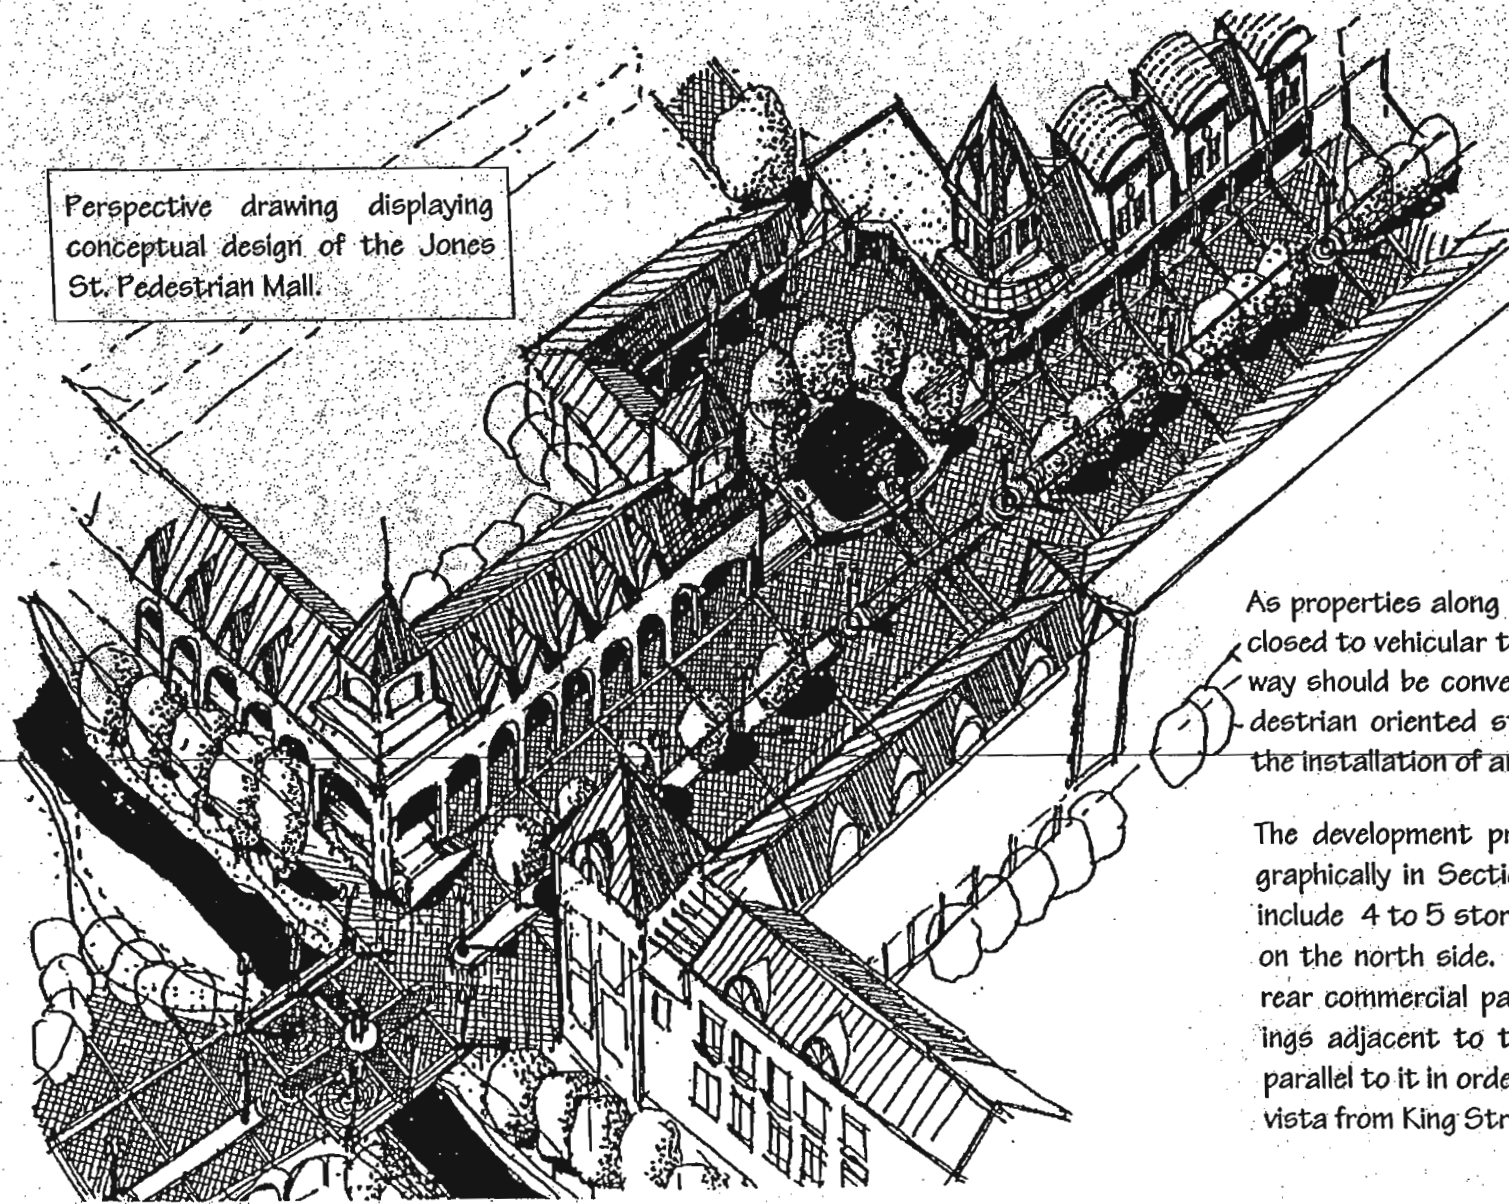 Perspective drawing displaying
conceptual design of the Jones
St. Pedestrian Mall.
As properties along
closed to vehicular t
way should be conve
destrian oriented s
the installation of a
The development pr
graphically in Secti
include 4 to 5 stor
on the north side.
rear commercial pa
ings adjacent to t
parallel to it in orde
vista from King Str